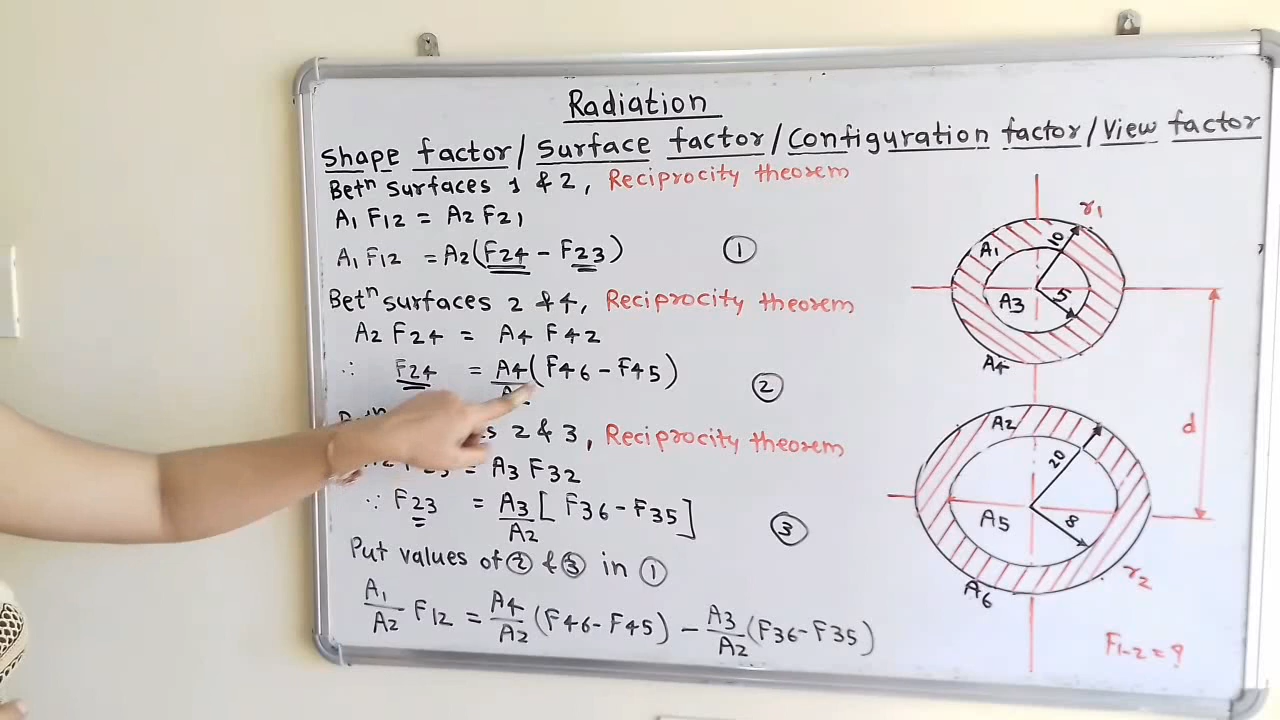 Radiation
Shape factor/Surface factor/Configuration factor/View factor
Betⁿ surfaces 1 & 2, Reciprocity theorem
A1 F12 = A2 F21
A1 F12 = A2(F24 - F23) ①
Betⁿ surfaces 2 & 4, Reciprocity theorem
A2 F24 = A4 F42
∴ F24 = A4(F46 - F45) ②
2 & 3, Reciprocity theorem
= A3 F32
∵ F23 = A3/A2 [F36 - F35] ③
Put values of ② & ③ in ①
A1/A2 F12 = A4/A2 (F46 - F45) - A3/A2 (F36 - F35)
r1
10
A1
A3
5
A4
d
A2
20
A5
8
A6
r2
F1-2 = ?